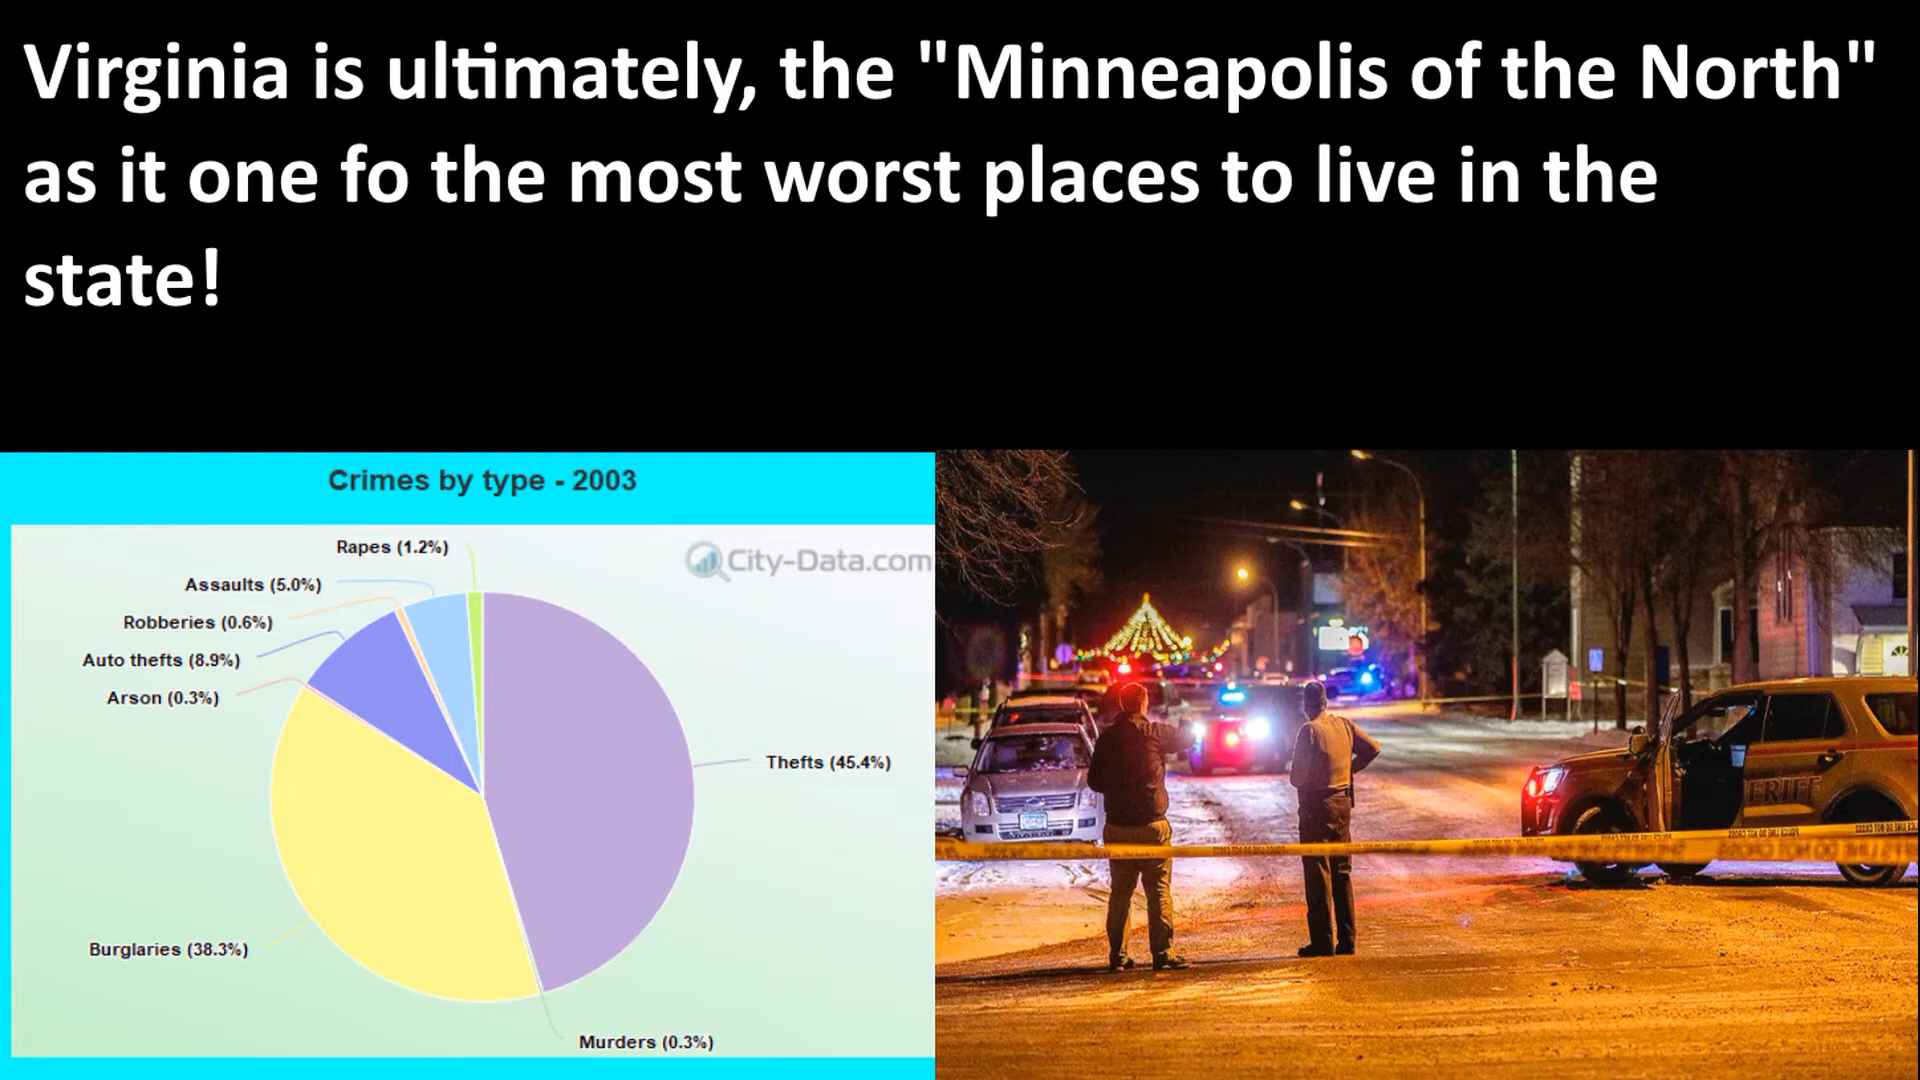 Virginia is ultimately, the "Minneapolis of the North"
as it one fo the most worst places to live in the
state!
Crimes by type - 2003
City-Data.com
Rapes (1.2%)
Assaults (5.0%)
Robberies (0.6%)
Auto thefts (8.9%)
Arson (0.3%)
Thefts (45.4%)
Burglaries (38.3%)
Murders (0.3%)